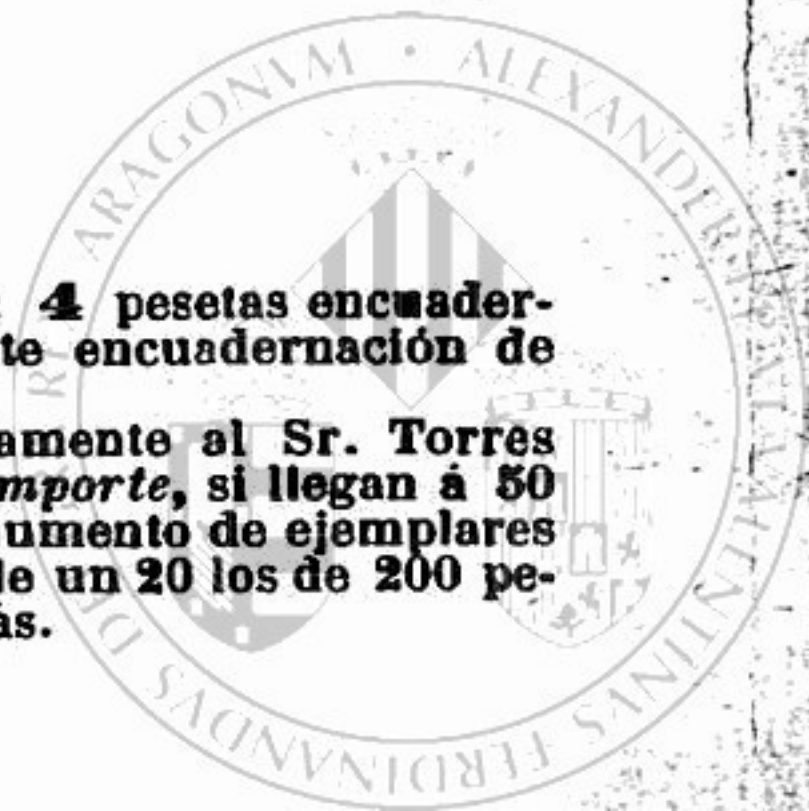 4 pesetas encuader-
te encuadernación de
amente al Sr. Torres
mporte, si llegan á 50
umento de ejemplares
le un 20 los de 200 pe-
as.
ARAGONVM · ALEXANDER
FERDINANDVS